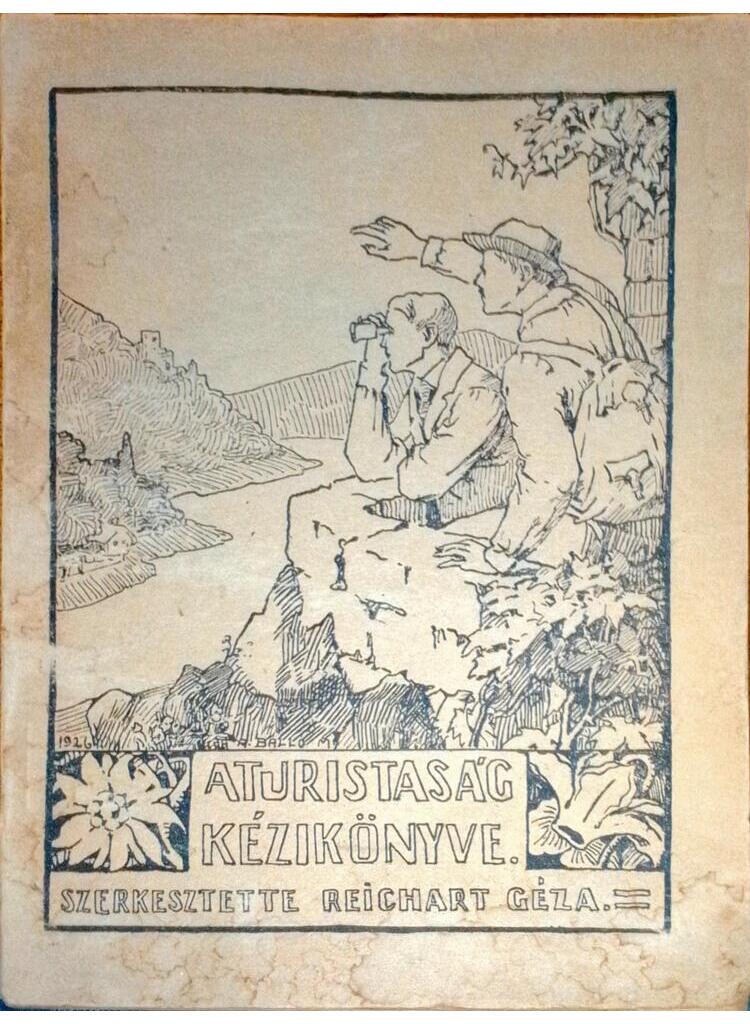 1926
BALLÓ
A TURISTASÁG
KÉZIKÖNYVE.
SZERKESZTETTE REICHART GÉZA.